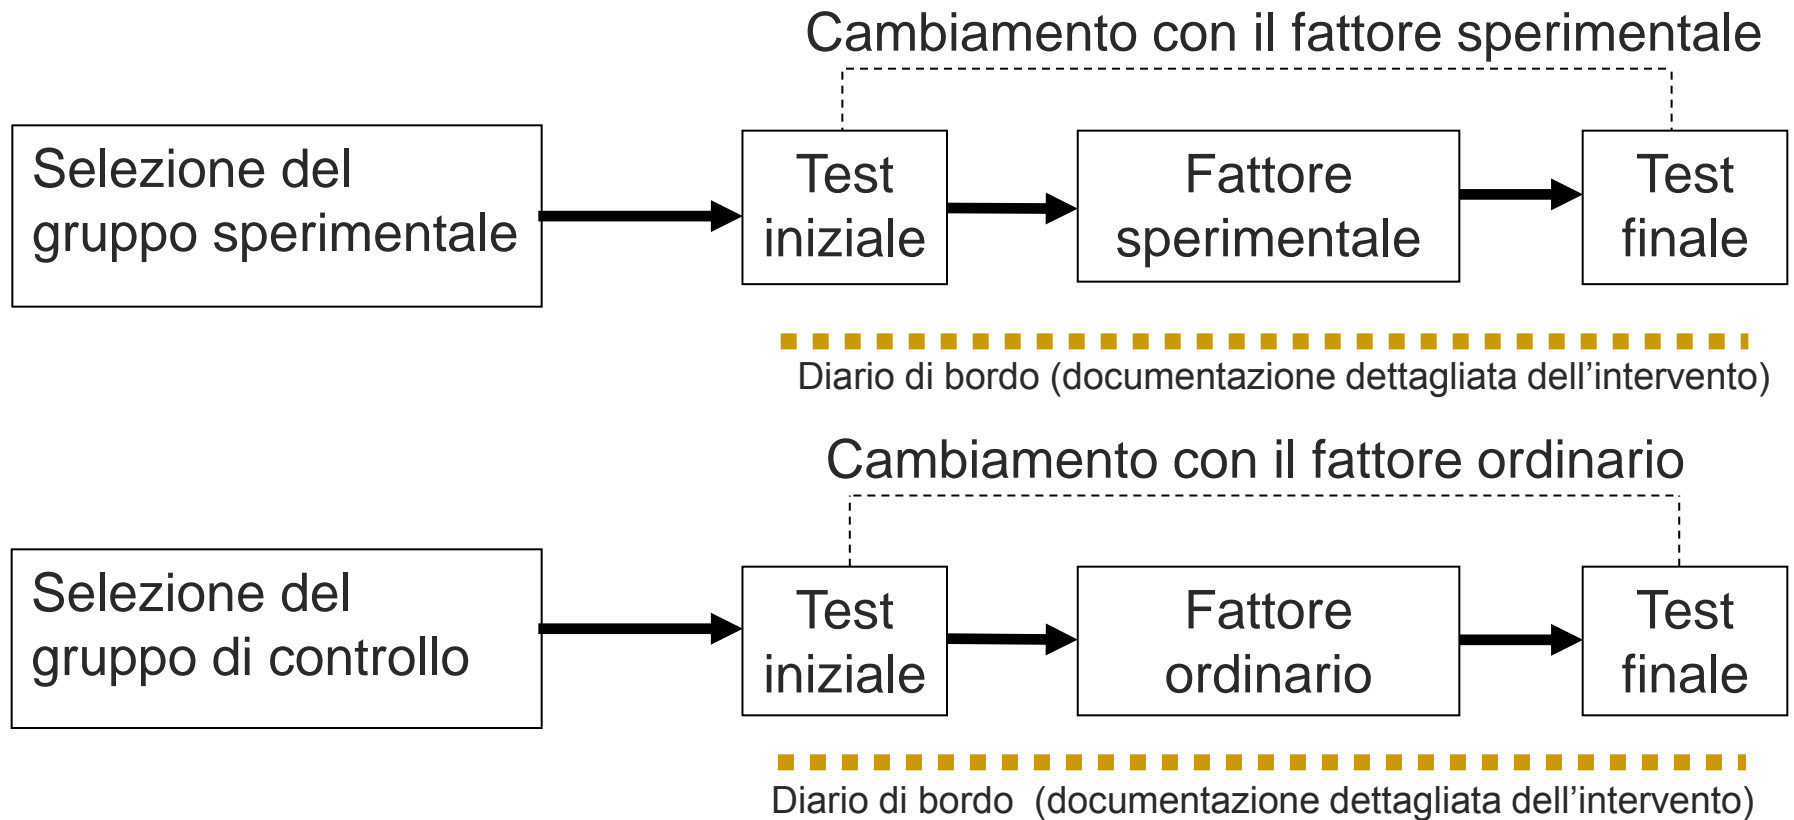 Cambiamento con il fattore sperimentale
Selezione del
gruppo sperimentale
Test
iniziale
Fattore
sperimentale
Test
finale
Diario di bordo (documentazione dettagliata dell’intervento)
Cambiamento con il fattore ordinario
Selezione del
gruppo di controllo
Test
iniziale
Fattore
ordinario
Test
finale
Diario di bordo (documentazione dettagliata dell’intervento)